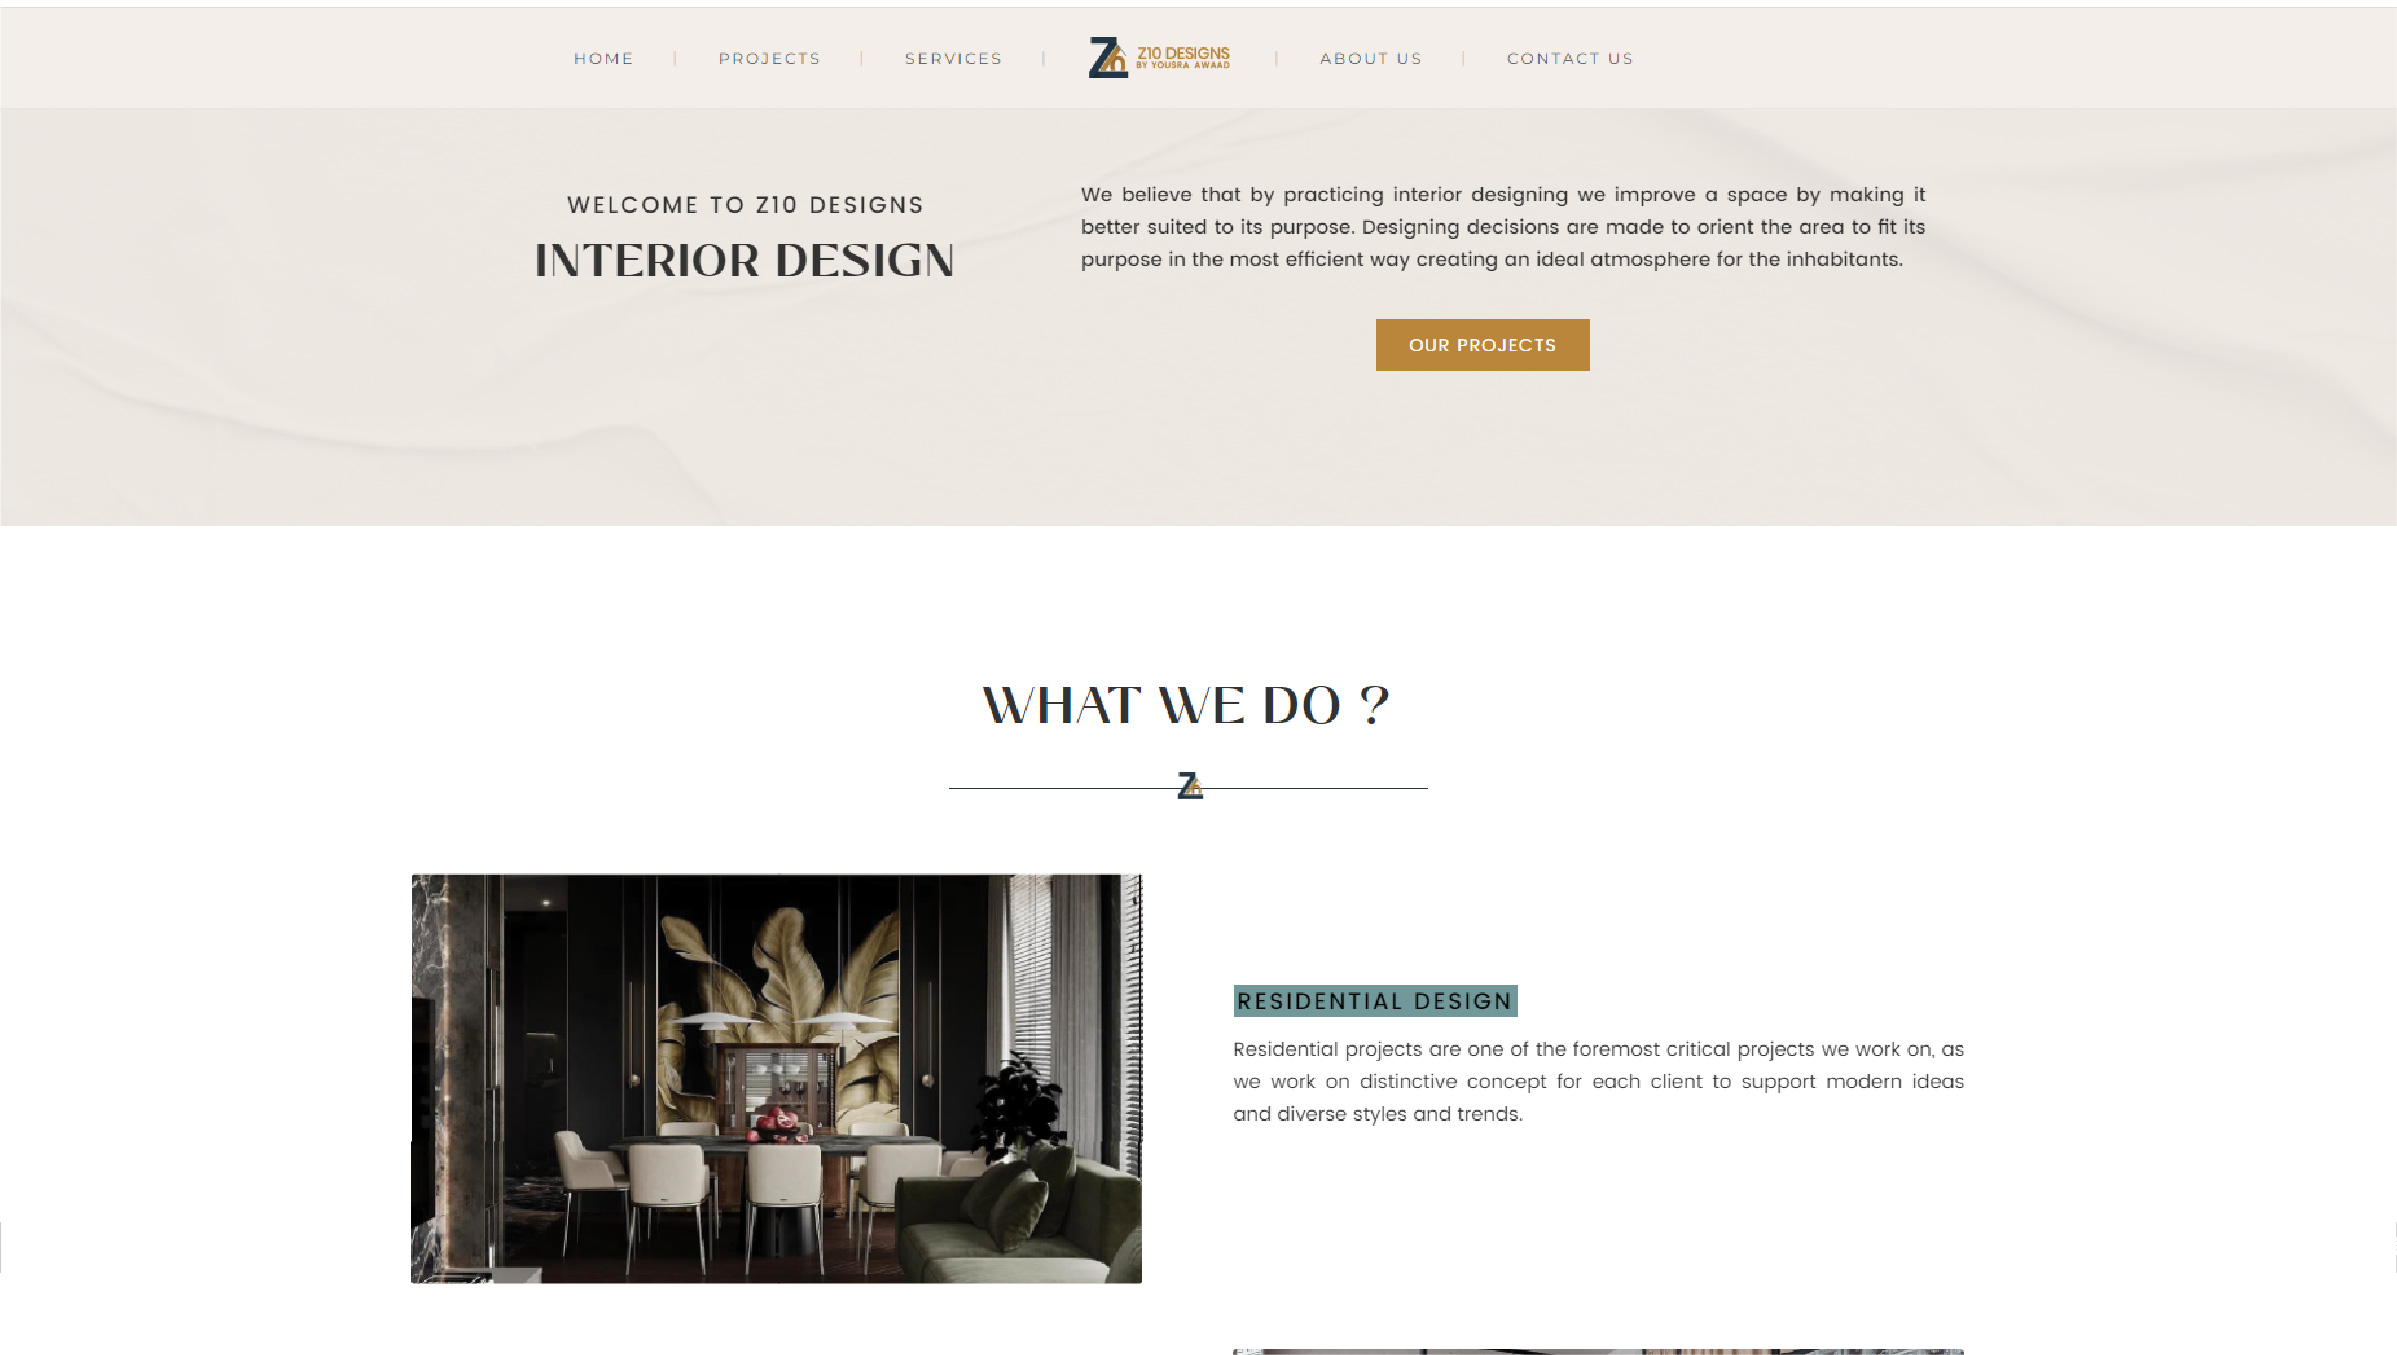 HOME | PROJECTS | SERVICES | Z10 DESIGNS BY YOUSRA AWAAD | ABOUT US | CONTACT US
WELCOME TO Z10 DESIGNS
INTERIOR DESIGN
We believe that by practicing interior designing we improve a space by making it
better suited to its purpose. Designing decisions are made to orient the area to fit its
purpose in the most efficient way creating an ideal atmosphere for the inhabitants.
OUR PROJECTS
WHAT WE DO ?
RESIDENTIAL DESIGN
Residential projects are one of the foremost critical projects we work on, as
we work on distinctive concept for each client to support modern ideas
and diverse styles and trends.